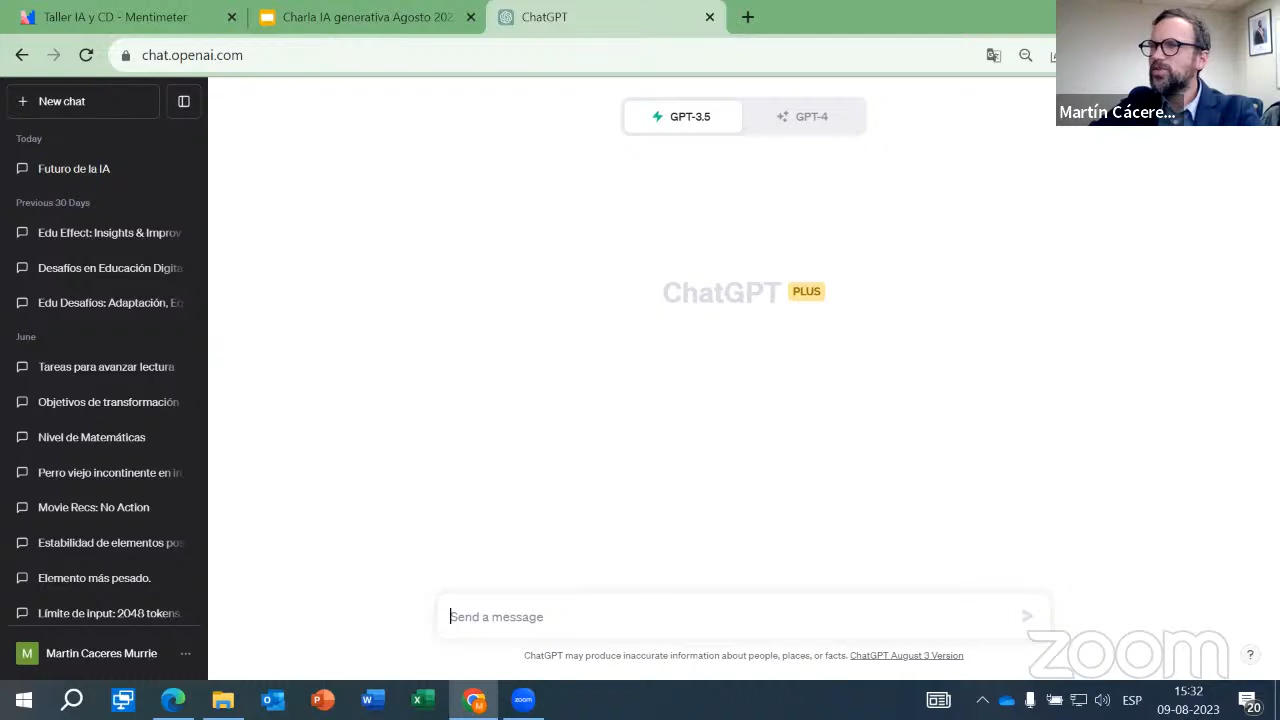 Taller IA y CD - Mentimeter
Charla IA generativa Agosto 202
ChatGPT
chat.openai.com
Martín Cácere...
New chat
GPT-3.5
GPT-4
Today
Futuro de la IA
Previous 30 Days
Edu Effect: Insights & Improv
Desafíos en Educación Digita
Edu Desafíos: Adaptación, Eq
June
Tareas para avanzar lectura
Objetivos de transformación
Nivel de Matemáticas
Perro viejo incontinente en in
Movie Recs: No Action
Estabilidad de elementos pos
Elemento más pesado.
Límite de input: 2048 tokens.
ChatGPT PLUS
Send a message
ChatGPT may produce inaccurate information about people, places, or facts. ChatGPT August 3 Version
M
Martin Caceres Murrie
zoom
?
zoom
ESP
15:32
09-08-2023
20